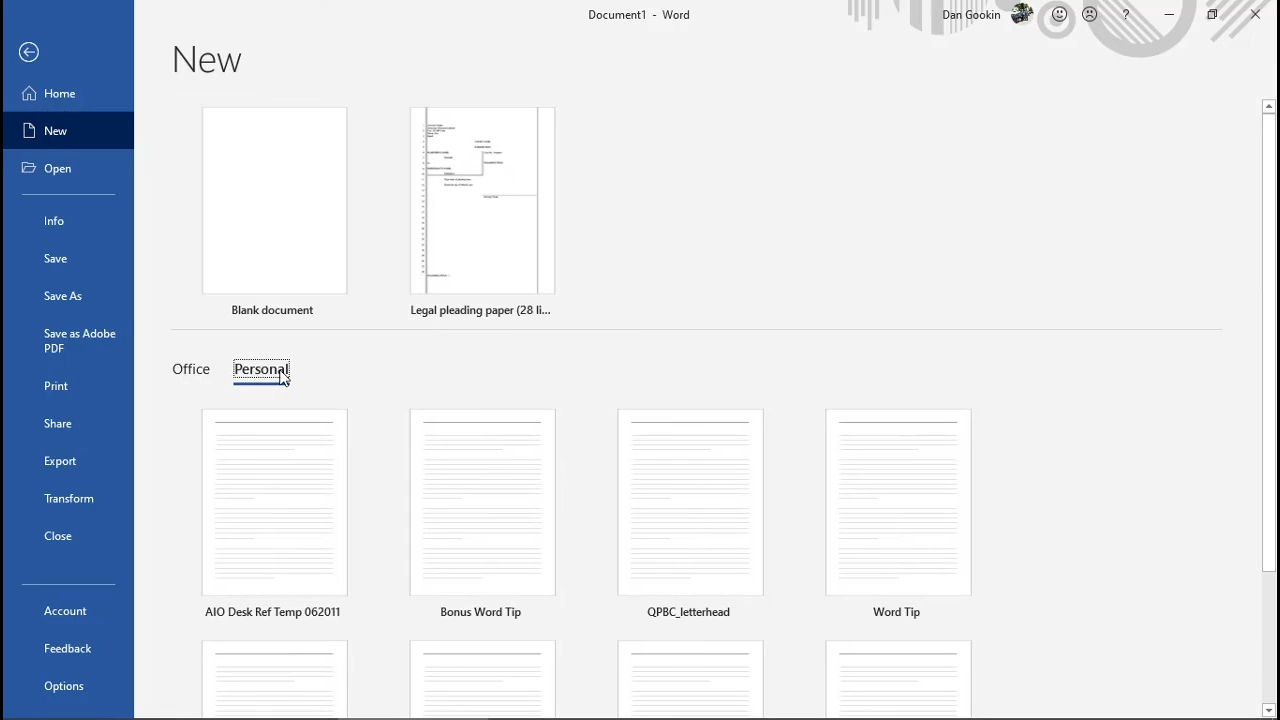 Document1 - Word
Dan Gookin
?
New
Home
New
Open
Info
Save
Save As
Save as Adobe
PDF
Print
Share
Export
Transform
Close
Account
Feedback
Options
Blank document
Legal pleading paper (28 li...
Office
Personal
AIO Desk Ref Temp 062011
Bonus Word Tip
QPBC_letterhead
Word Tip